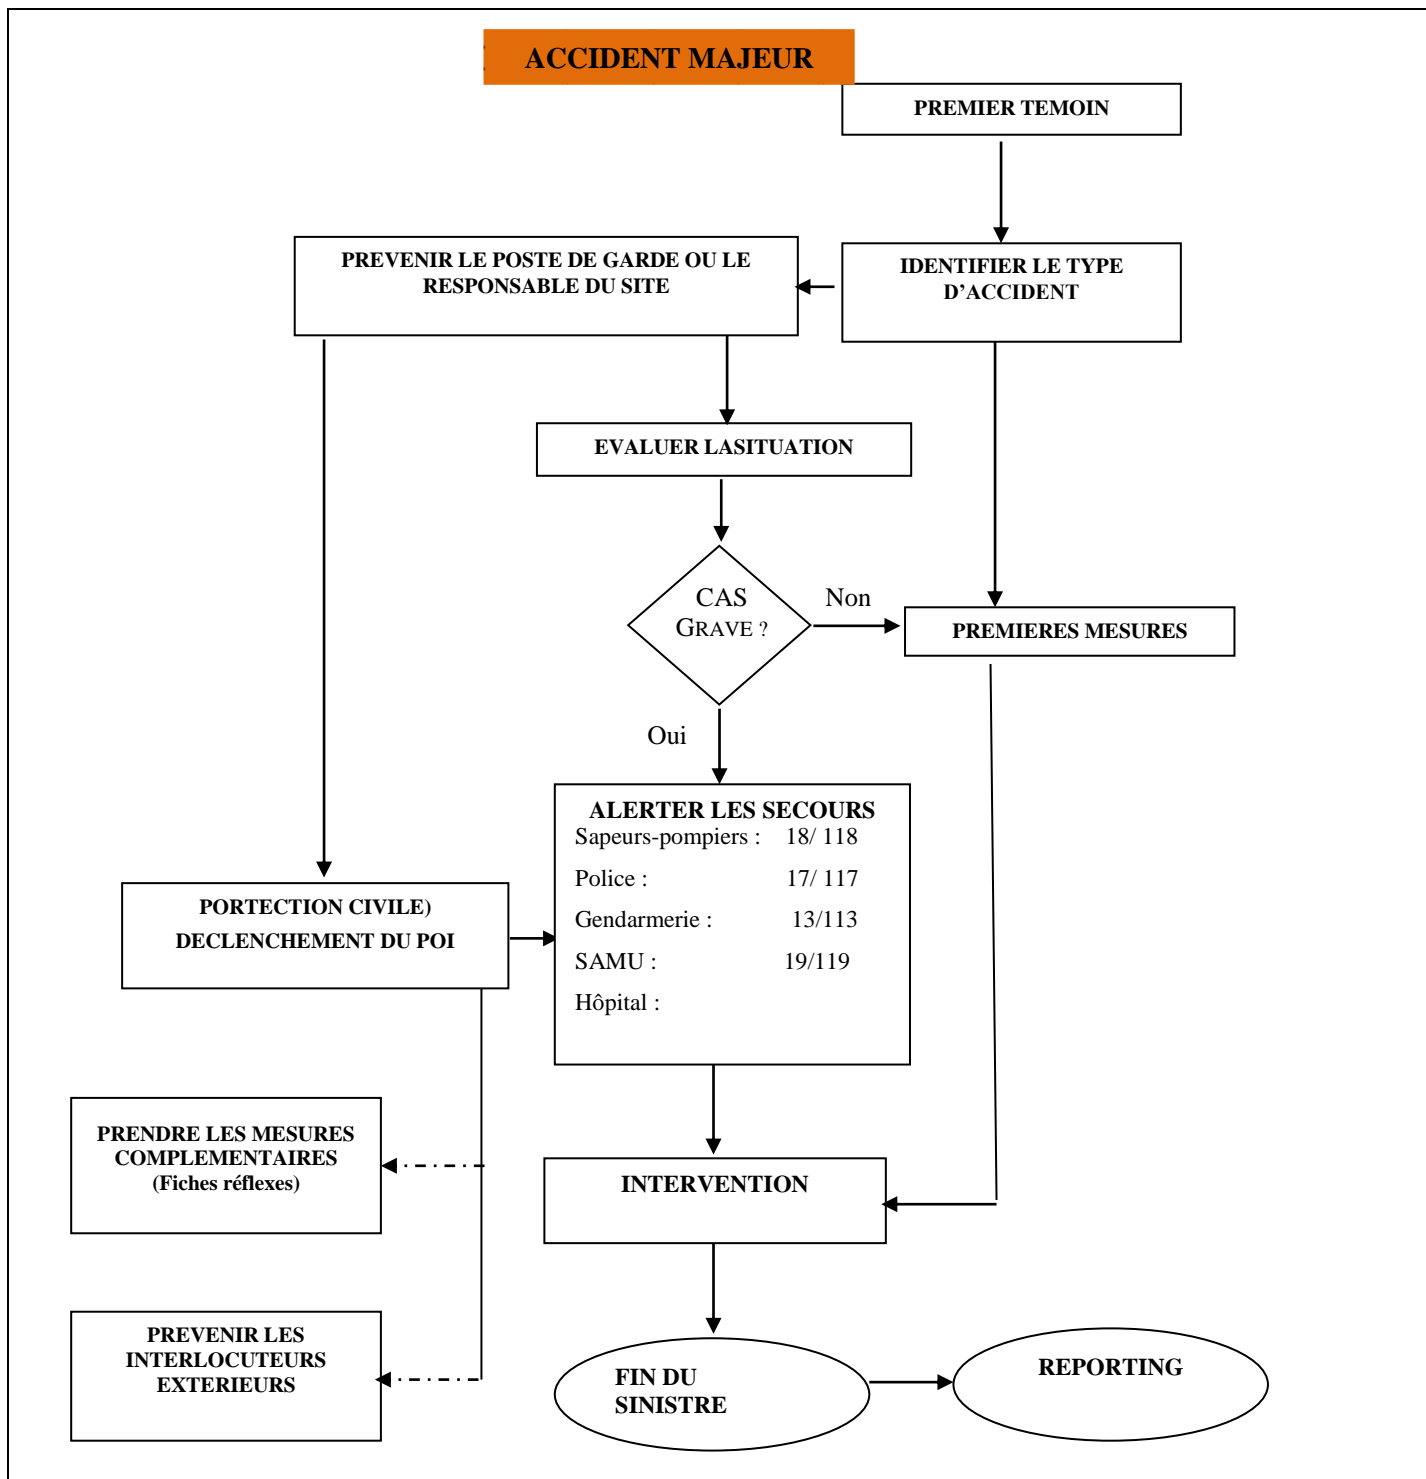 ACCIDENT MAJEUR
PREMIER TEMOIN
PREVENIR LE POSTE DE GARDE OU LE
RESPONSABLE DU SITE
IDENTIFIER LE TYPE
D’ACCIDENT
EVALUER LASITUATION
CAS
GRAVE ?
Non
PREMIERES MESURES
Oui
ALERTER LES SECOURS
Sapeurs-pompiers : 18/ 118
Police : 17/ 117
Gendarmerie : 13/113
SAMU : 19/119
Hôpital :
PORTECTION CIVILE)
DECLENCHEMENT DU POI
PRENDRE LES MESURES
COMPLEMENTAIRES
(Fiches réflexes)
INTERVENTION
PREVENIR LES
INTERLOCUTEURS
EXTERIEURS
FIN DU
SINISTRE
REPORTING